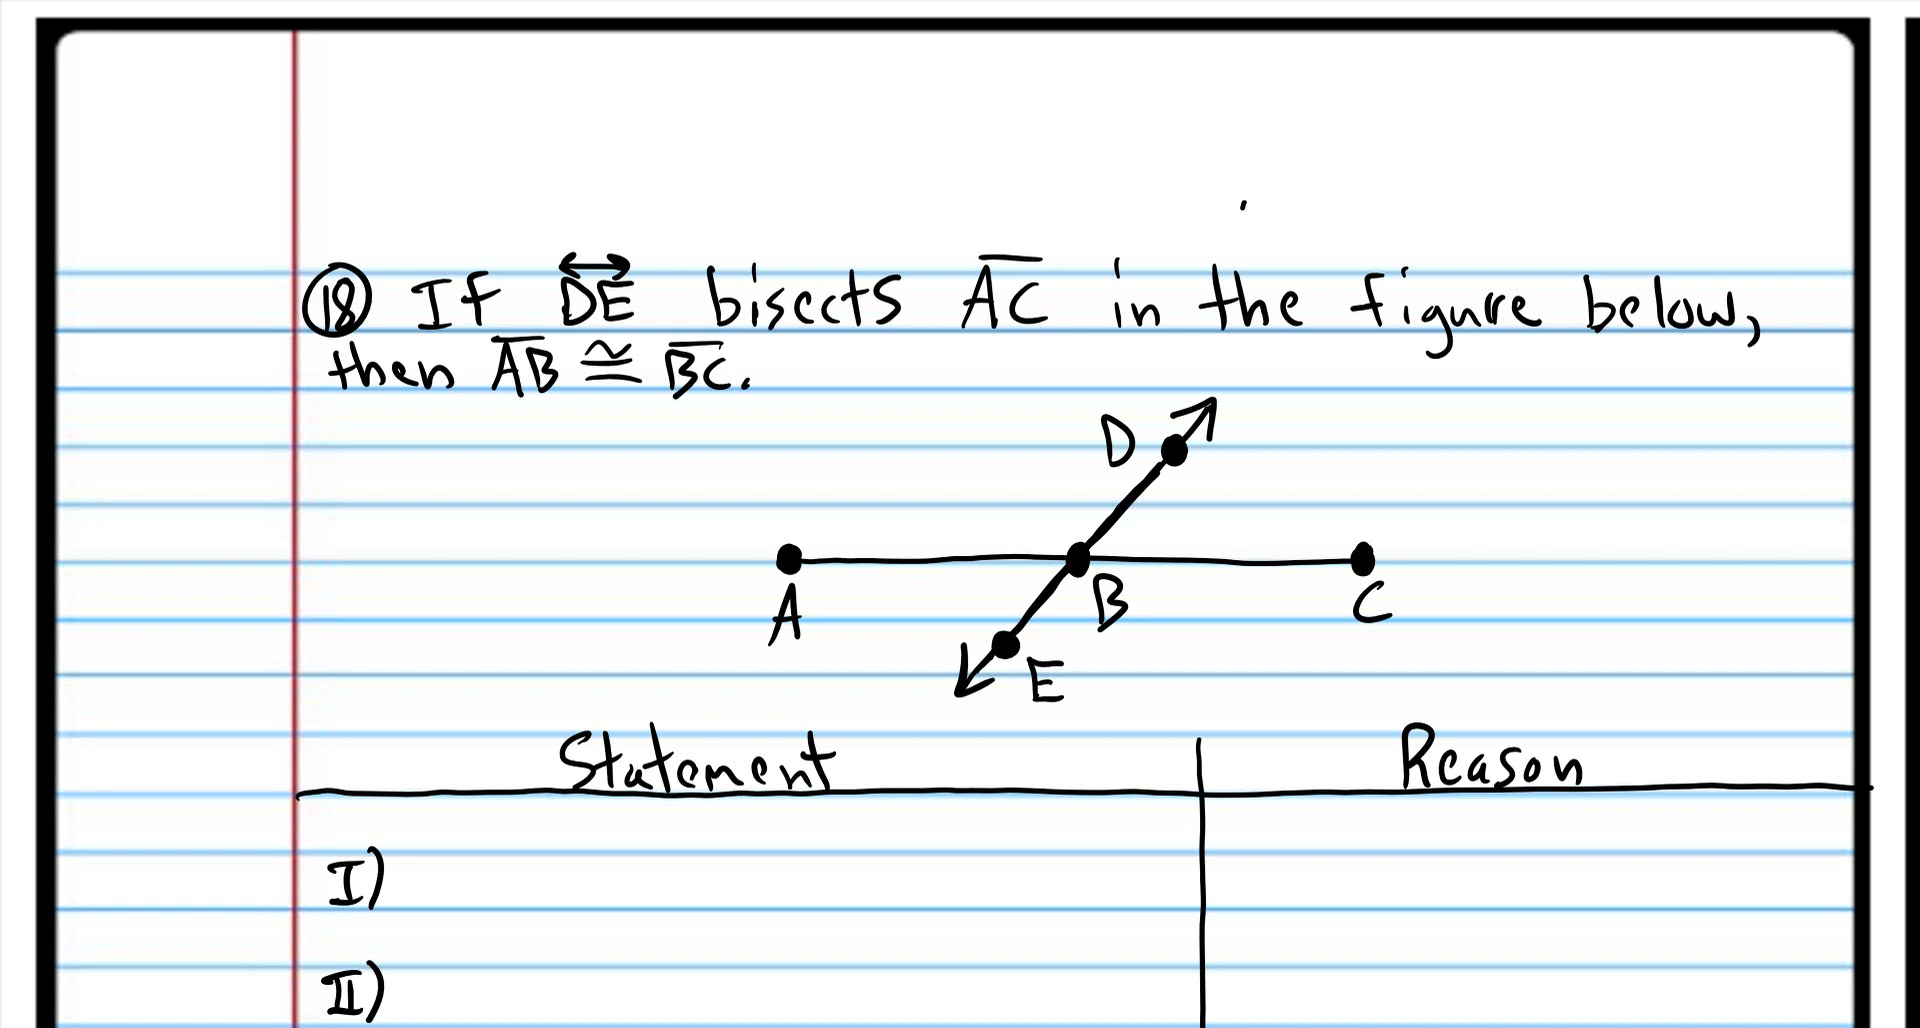 ⑱ If DE bisects AC in the figure below,
then AB ≅ BC.
D
A
B
C
E
Statement Reason
I)
II)